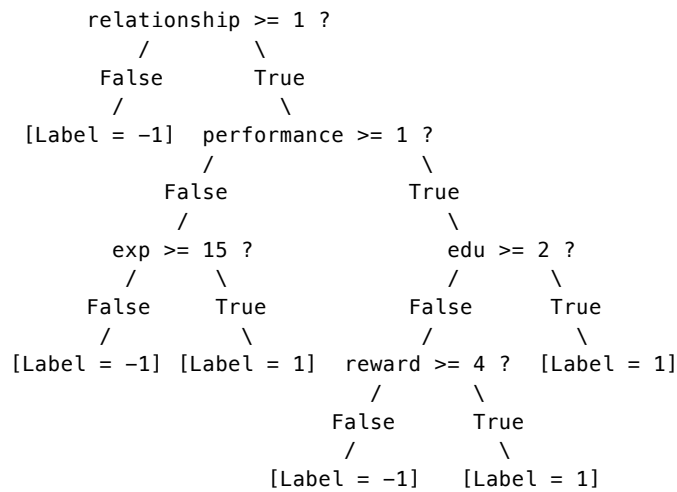 relationship >= 1 ?
/ \
False True
/ \
[Label = -1] performance >= 1 ?
/ \
False True
/ \
exp >= 15 ? edu >= 2 ?
/ \ / \
False True False True
/ \ / \
[Label = -1] [Label = 1] reward >= 4 ? [Label = 1]
/ \
False True
/ \
[Label = -1] [Label = 1]